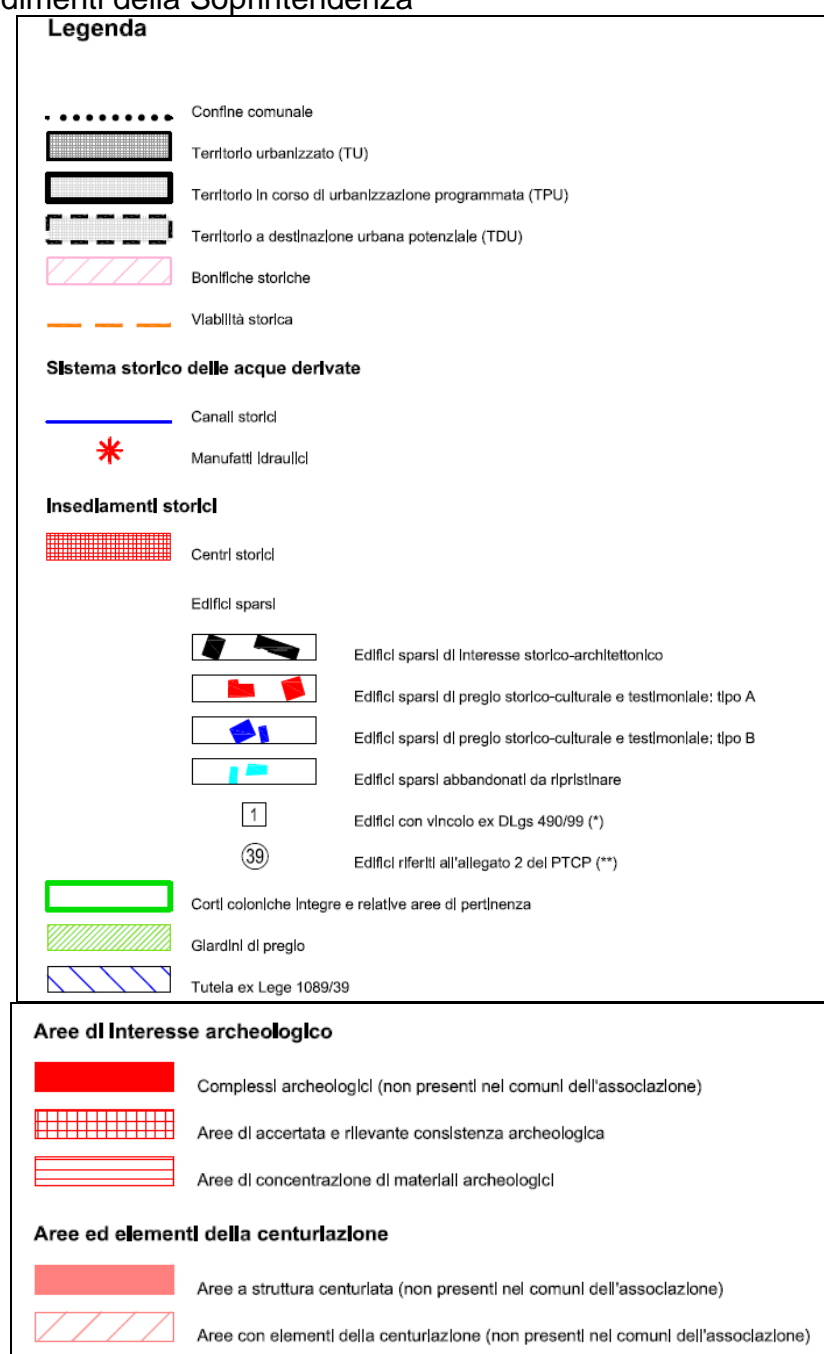 dimenti della Soprintendenza
Legenda
Confine comunale
Territorio urbanizzato (TU)
Territorio in corso di urbanizzazione programmata (TPU)
Territorio a destinazione urbana potenziale (TDU)
Bonifiche storiche
Viabilità storica
Sistema storico delle acque derivate
Canali storici
Manufatti idraulici
Insediamenti storici
Centri storici
Edifici sparsi
Edifici sparsi di interesse storico-architettonico
Edifici sparsi di pregio storico-culturale e testimoniale: tipo A
Edifici sparsi di pregio storico-culturale e testimoniale: tipo B
Edifici sparsi abbandonati da ripristinare
1 Edifici con vincolo ex DLgs 490/99 (*)
39 Edifici riferiti all'allegato 2 del PTCP (**)
Corti coloniche integre e relative aree di pertinenza
Giardini di pregio
Tutela ex Lege 1089/39
Aree di interesse archeologico
Complessi archeologici (non presenti nei comuni dell'associazione)
Aree di accertata e rilevante consistenza archeologica
Aree di concentrazione di materiali archeologici
Aree ed elementi della centuriazione
Aree a struttura centuriata (non presenti nei comuni dell'associazione)
Aree con elementi della centuriazione (non presenti nei comuni dell'associazione)